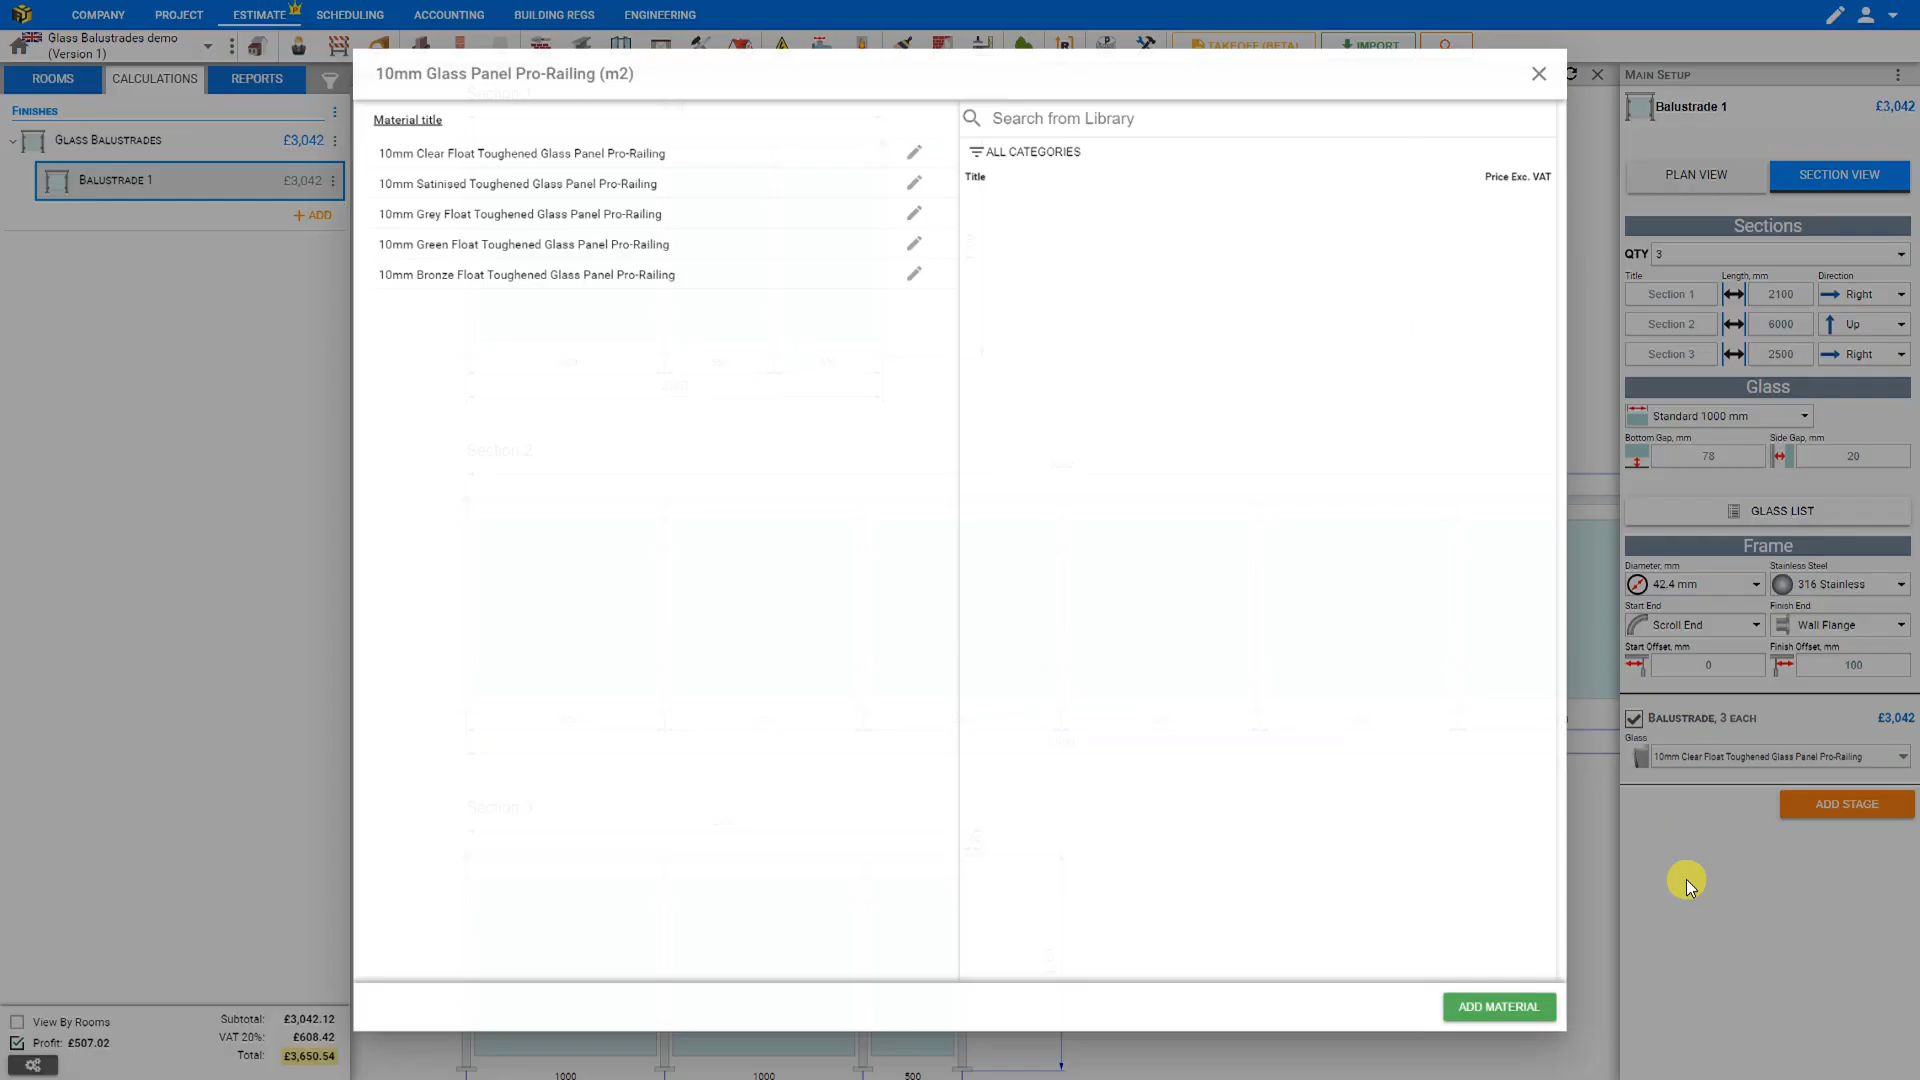 COMPANY PROJECT ESTIMATE SCHEDULING ACCOUNTING BUILDING REGS ENGINEERING
Glass Balustrades demo
(Version 1)
TAKEOFF (BETA) IMPORT
ROOMS CALCULATIONS REPORTS
FINISHES
GLASS BALUSTRADES £3,042
BALUSTRADE 1 £3,042
+ ADD
View By Rooms
Profit: £507.02
Subtotal: £3,042.12
VAT 20%: £608.42
Total: £3,650.54
10mm Glass Panel Pro-Railing (m2)
Material title
10mm Clear Float Toughened Glass Panel Pro-Railing
10mm Satinised Toughened Glass Panel Pro-Railing
10mm Grey Float Toughened Glass Panel Pro-Railing
10mm Green Float Toughened Glass Panel Pro-Railing
10mm Bronze Float Toughened Glass Panel Pro-Railing
Search from Library
ALL CATEGORIES
Title Price Exc. VAT
Section 1
Section 2
Section 3
ADD MATERIAL
1000 1000 500
MAIN SETUP
Balustrade 1 £3,042
PLAN VIEW SECTION VIEW
Sections
QTY 3
Title Length, mm Direction
Section 1 2100 Right
Section 2 6000 Up
Section 3 2500 Right
Glass
Standard 1000 mm
Bottom Gap, mm Side Gap, mm
78 20
GLASS LIST
Frame
Diameter, mm Stainless Steel
42.4 mm 316 Stainless
Start End Finish End
Scroll End Wall Flange
Start Offset, mm Finish Offset, mm
0 100
BALUSTRADE, 3 EACH £3,042
Glass
10mm Clear Float Toughened Glass Panel Pro-Railing
ADD STAGE